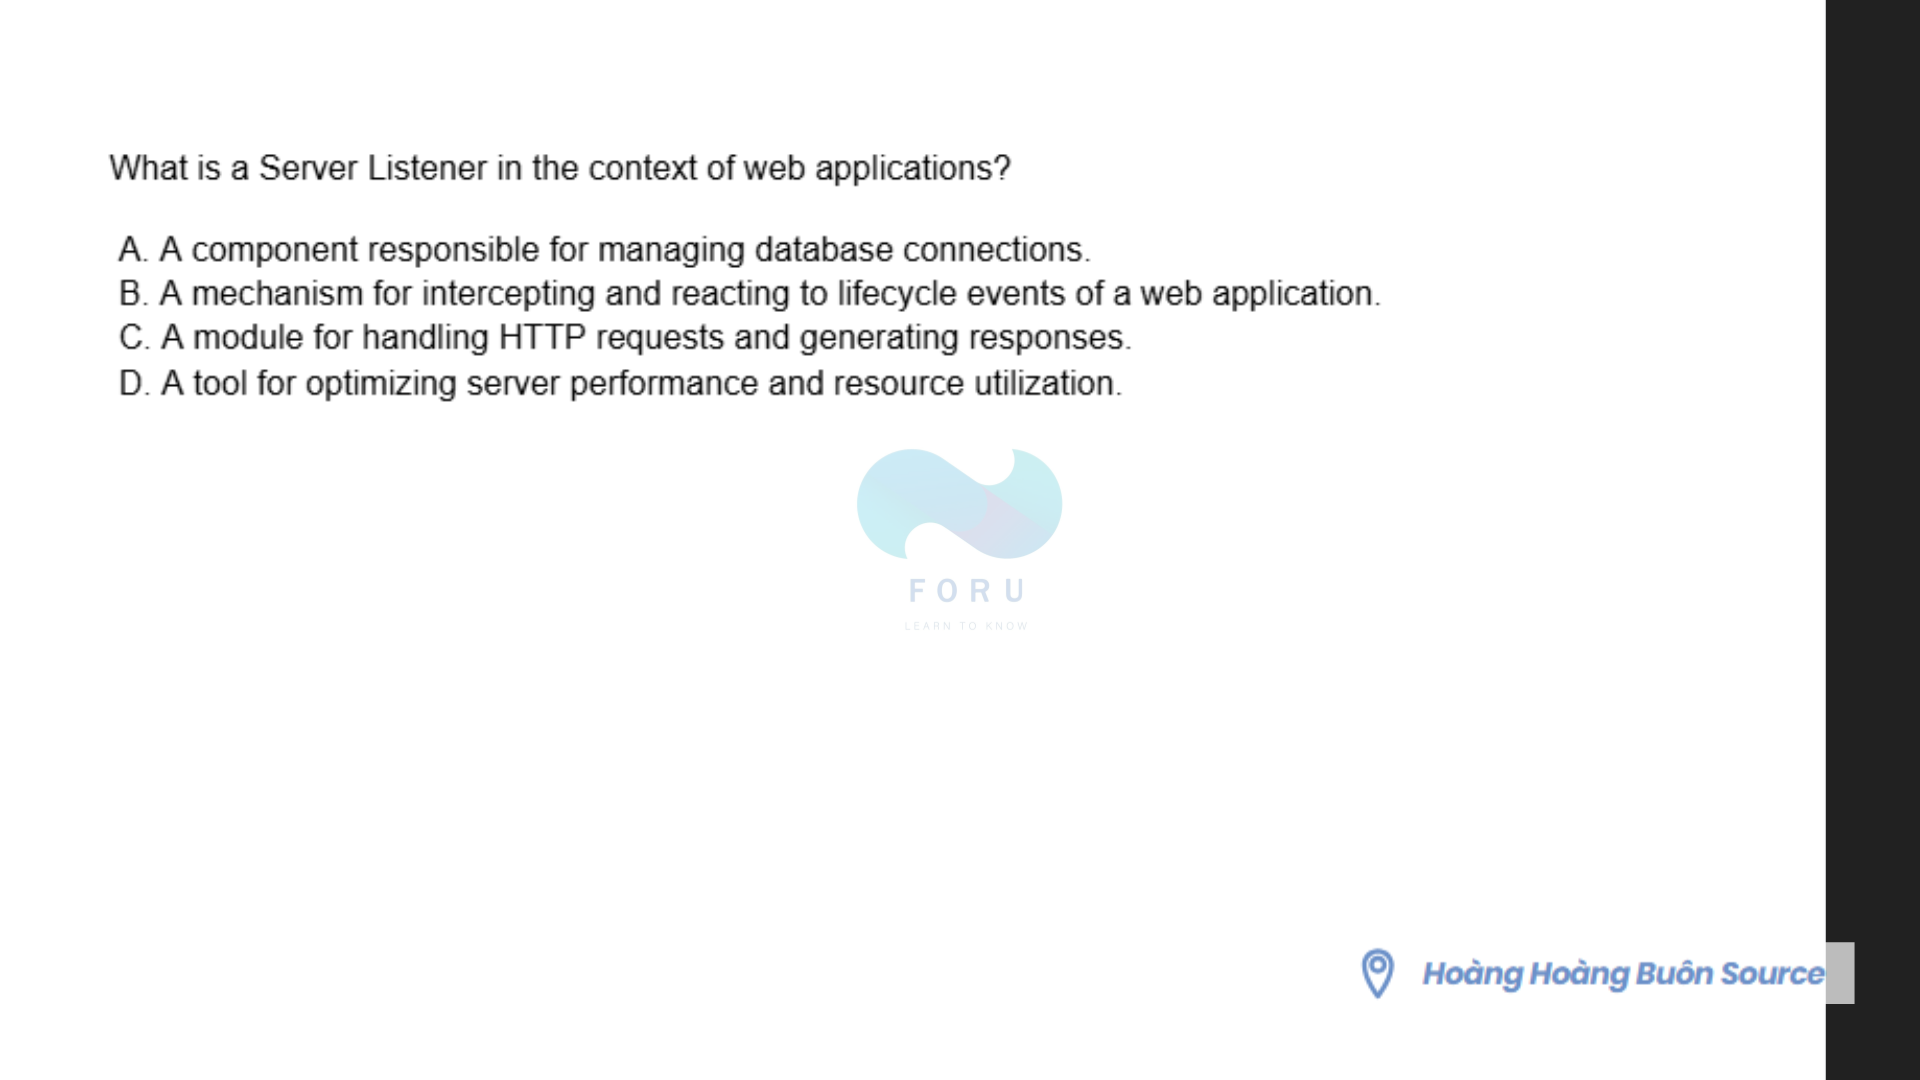 What is a Server Listener in the context of web applications?
A. A component responsible for managing database connections.
B. A mechanism for intercepting and reacting to lifecycle events of a web application.
C. A module for handling HTTP requests and generating responses.
D. A tool for optimizing server performance and resource utilization.
FORU
LEARN TO KNOW
Hoàng Hoàng Buôn Source